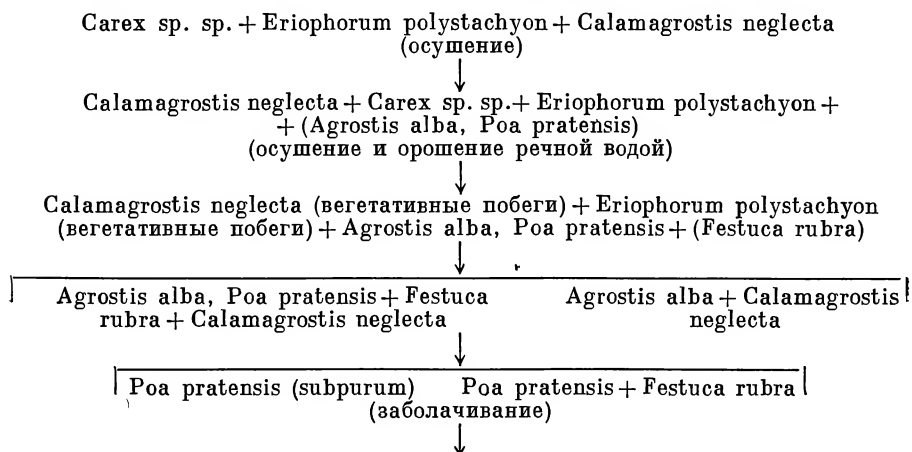 Carex sp. sp. + Eriophorum polystachyon + Calamagrostis neglecta
(осушение)
Calamagrostis neglecta + Carex sp. sp. + Eriophorum polystachyon +
+ (Agrostis alba, Poa pratensis)
(осушение и орошение речной водой)
Calamagrostis neglecta (вегетативные побеги) + Eriophorum polystachyon
(вегетативные побеги) + Agrostis alba, Poa pratensis + (Festuca rubra)
Agrostis alba, Poa pratensis + Festuca
rubra + Calamagrostis neglecta
Agrostis alba + Calamagrostis
neglecta
Poa pratensis (subpurum) Poa pratensis + Festuca rubra
(заболачивание)